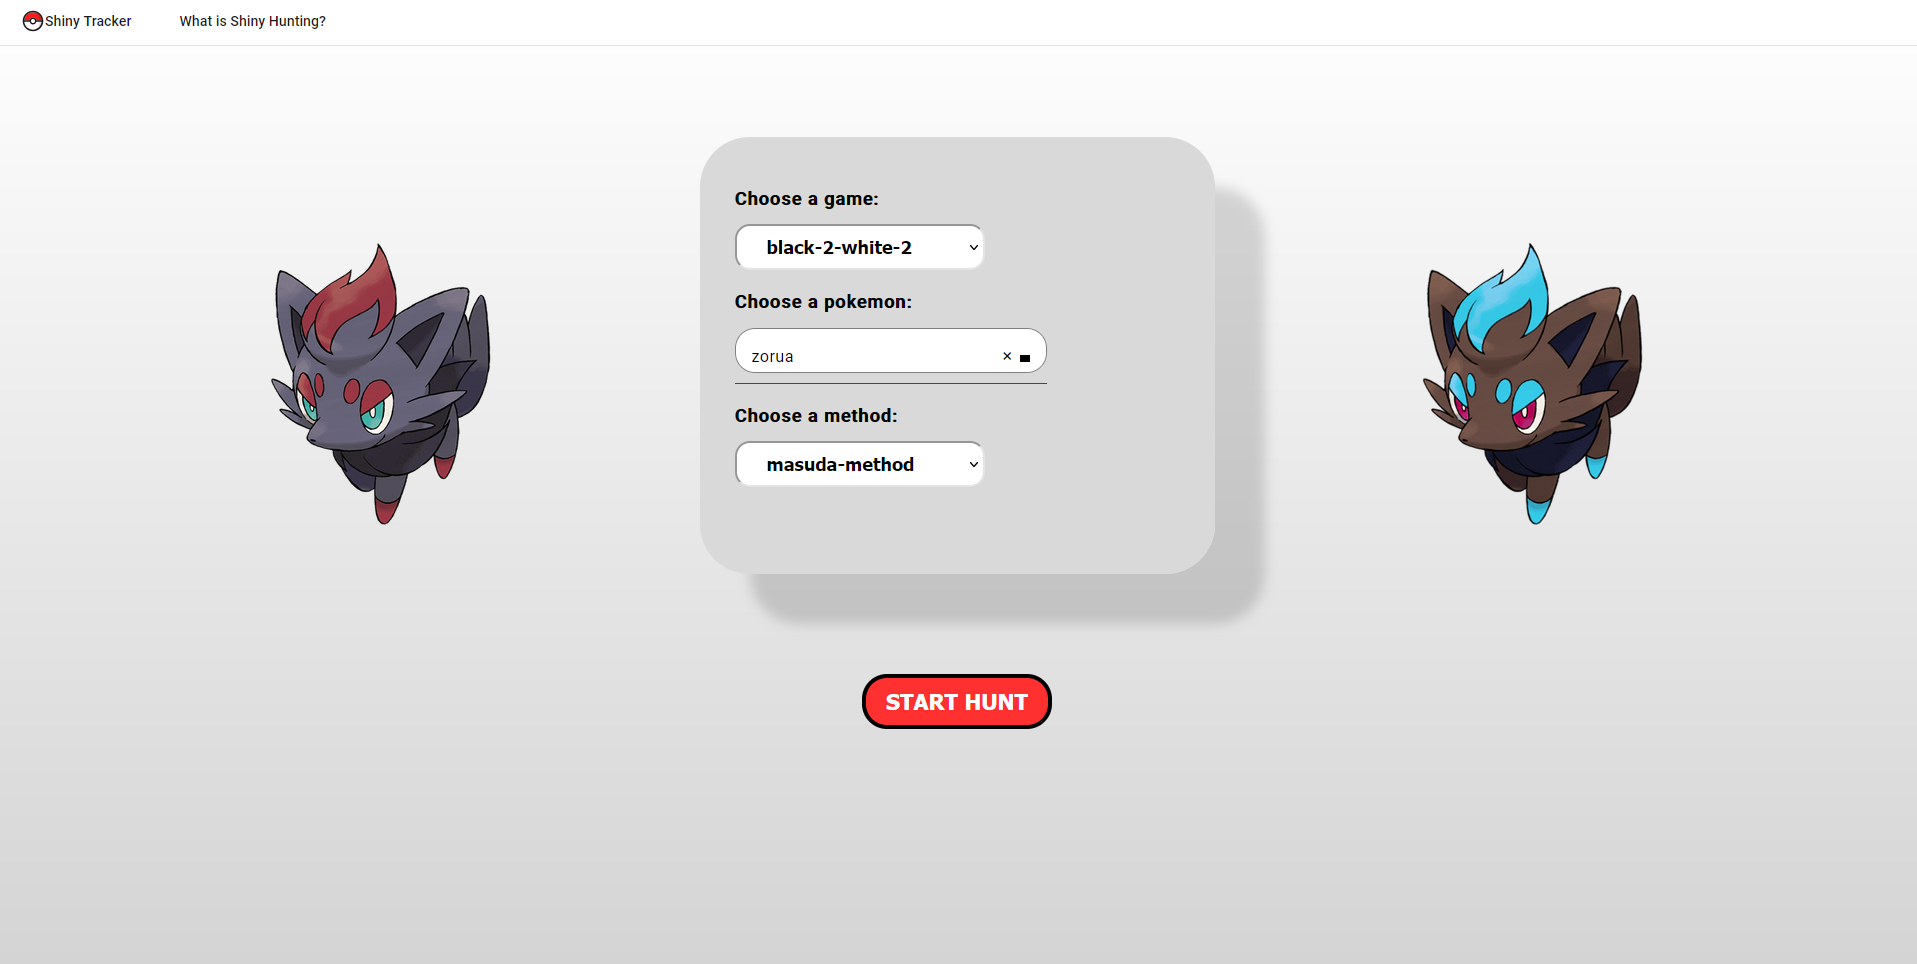 Shiny Tracker What is Shiny Hunting?
Choose a game:
black-2-white-2
Choose a pokemon:
zorua
Choose a method:
masuda-method
START HUNT